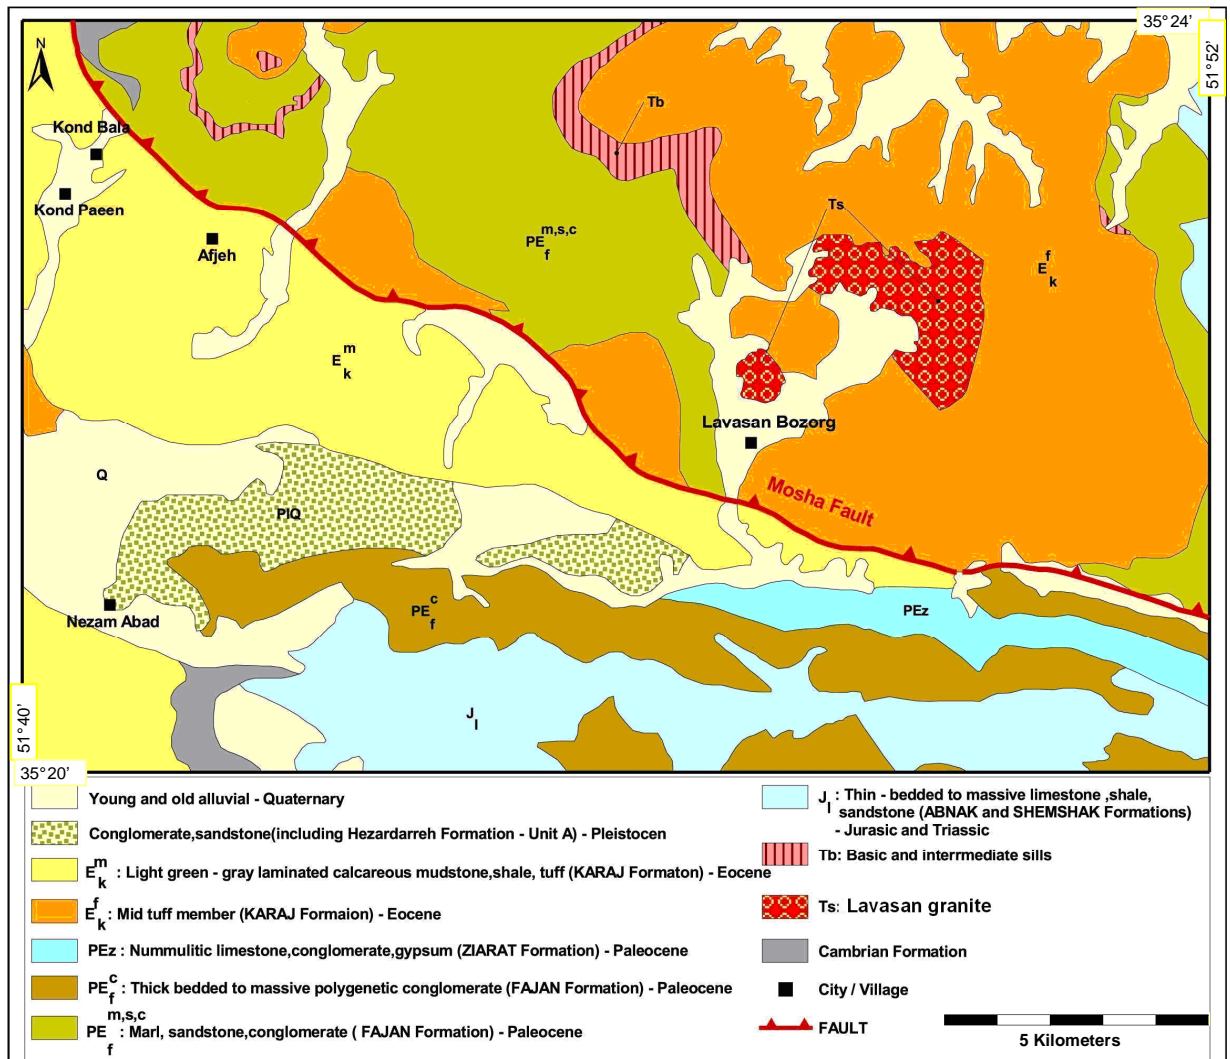 35°24’
51°52’
N
Kond Bala
Kond Paeen
Afjeh
Tb
Ts
PE m,s,c f
E f k
E m k
Lavasan Bozorg
Mosha Fault
Q
PlQ
Nezam Abad
PE c f
PEz
J l
51°40’
35°20’
Young and old alluvial - Quaternary
Conglomerate,sandstone(including Hezardarreh Formation - Unit A) - Pleistocen
E m k : Light green - gray laminated calcareous mudstone,shale, tuff (KARAJ Formaton) - Eocene
E f k : Mid tuff member (KARAJ Formaion) - Eocene
PEz : Nummulitic limestone,conglomerate,gypsum (ZIARAT Formation) - Paleocene
PE c f : Thick bedded to massive polygenetic conglomerate (FAJAN Formation) - Paleocene
PE m,s,c f : Marl, sandstone,conglomerate ( FAJAN Formation) - Paleocene
J l : Thin - bedded to massive limestone ,shale,
sandstone (ABNAK and SHEMSHAK Formations)
- Jurasic and Triassic
Tb: Basic and interrmediate sills
Ts: Lavasan granite
Cambrian Formation
City / Village
FAULT
5 Kilometers